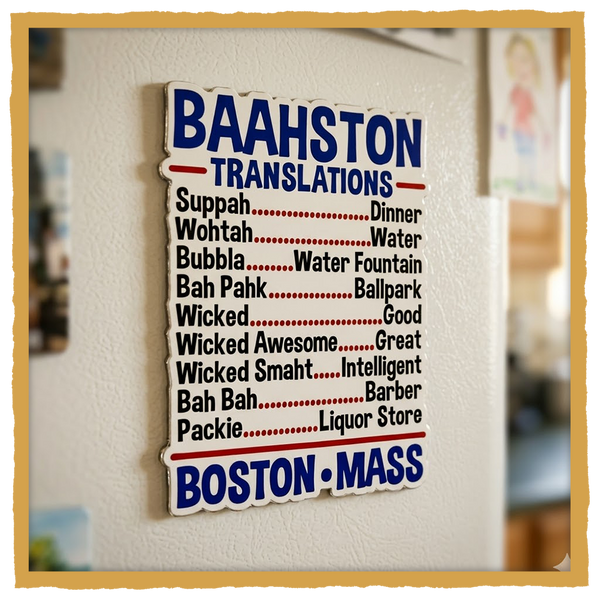 BAAHSTON
TRANSLATIONS
Suppah......................Dinner
Wohtah......................Water
Bubbla.........Water Fountain
Bah Pahk................Ballpark
Wicked.........................Good
Wicked Awesome.......Great
Wicked Smaht.....Intelligent
Bah Bah....................Barber
Packie..............Liquor Store
BOSTON • MASS